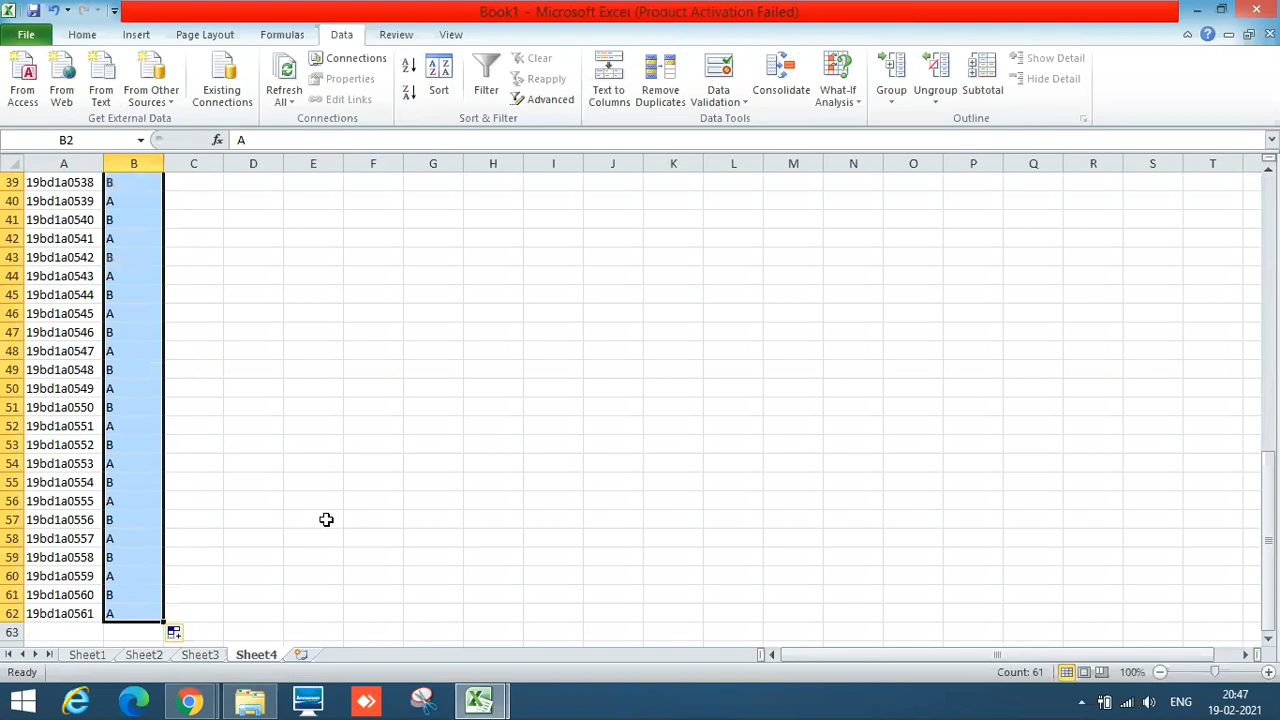 Book1 - Microsoft Excel (Product Activation Failed)
File Home Insert Page Layout Formulas Data Review View
From Access
From Web
From Text
From Other Sources
Existing Connections
Get External Data
Refresh All
Connections
Properties
Edit Links
Connections
Sort
Filter
Clear
Reapply
Advanced
Sort & Filter
Text to Columns
Remove Duplicates
Data Validation
Consolidate
What-If Analysis
Data Tools
Group
Ungroup
Subtotal
Show Detail
Hide Detail
Outline
B2 fx A
A B C D E F G H I J K L M N O P Q R S T
39 19bd1a0538 B
40 19bd1a0539 A
41 19bd1a0540 B
42 19bd1a0541 A
43 19bd1a0542 B
44 19bd1a0543 A
45 19bd1a0544 B
46 19bd1a0545 A
47 19bd1a0546 B
48 19bd1a0547 A
49 19bd1a0548 B
50 19bd1a0549 A
51 19bd1a0550 B
52 19bd1a0551 A
53 19bd1a0552 B
54 19bd1a0553 A
55 19bd1a0554 B
56 19bd1a0555 A
57 19bd1a0556 B
58 19bd1a0557 A
59 19bd1a0558 B
60 19bd1a0559 A
61 19bd1a0560 B
62 19bd1a0561 A
63
Sheet1 Sheet2 Sheet3 Sheet4
Ready Count: 61 100%
ENG 20:47
19-02-2021